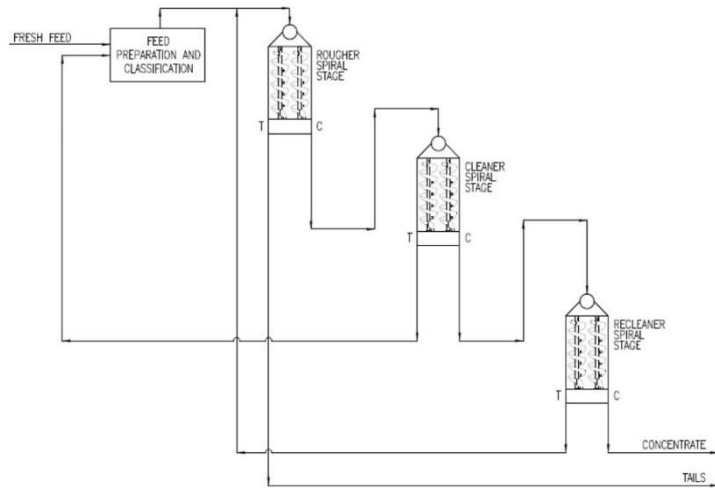 FRESH FEED
FEED
PREPARATION AND
CLASSIFICATION
ROUGHER
SPIRAL
STAGE
T
C
CLEANER
SPIRAL
STAGE
T
C
RECLEANER
SPIRAL
STAGE
T
C
CONCENTRATE
TAILS